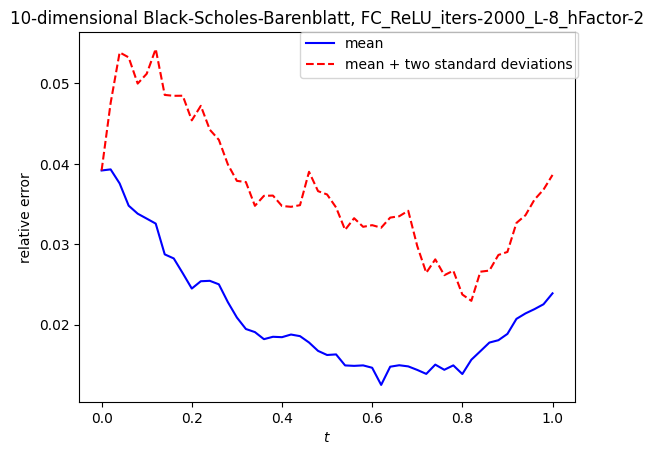 10-dimensional Black-Scholes-Barenblatt, FC_ReLU_iters-2000_L-8_hFactor-2
mean
mean + two standard deviations
relative error
0.05
0.04
0.03
0.02
0.0 0.2 0.4 0.6 0.8 1.0
t